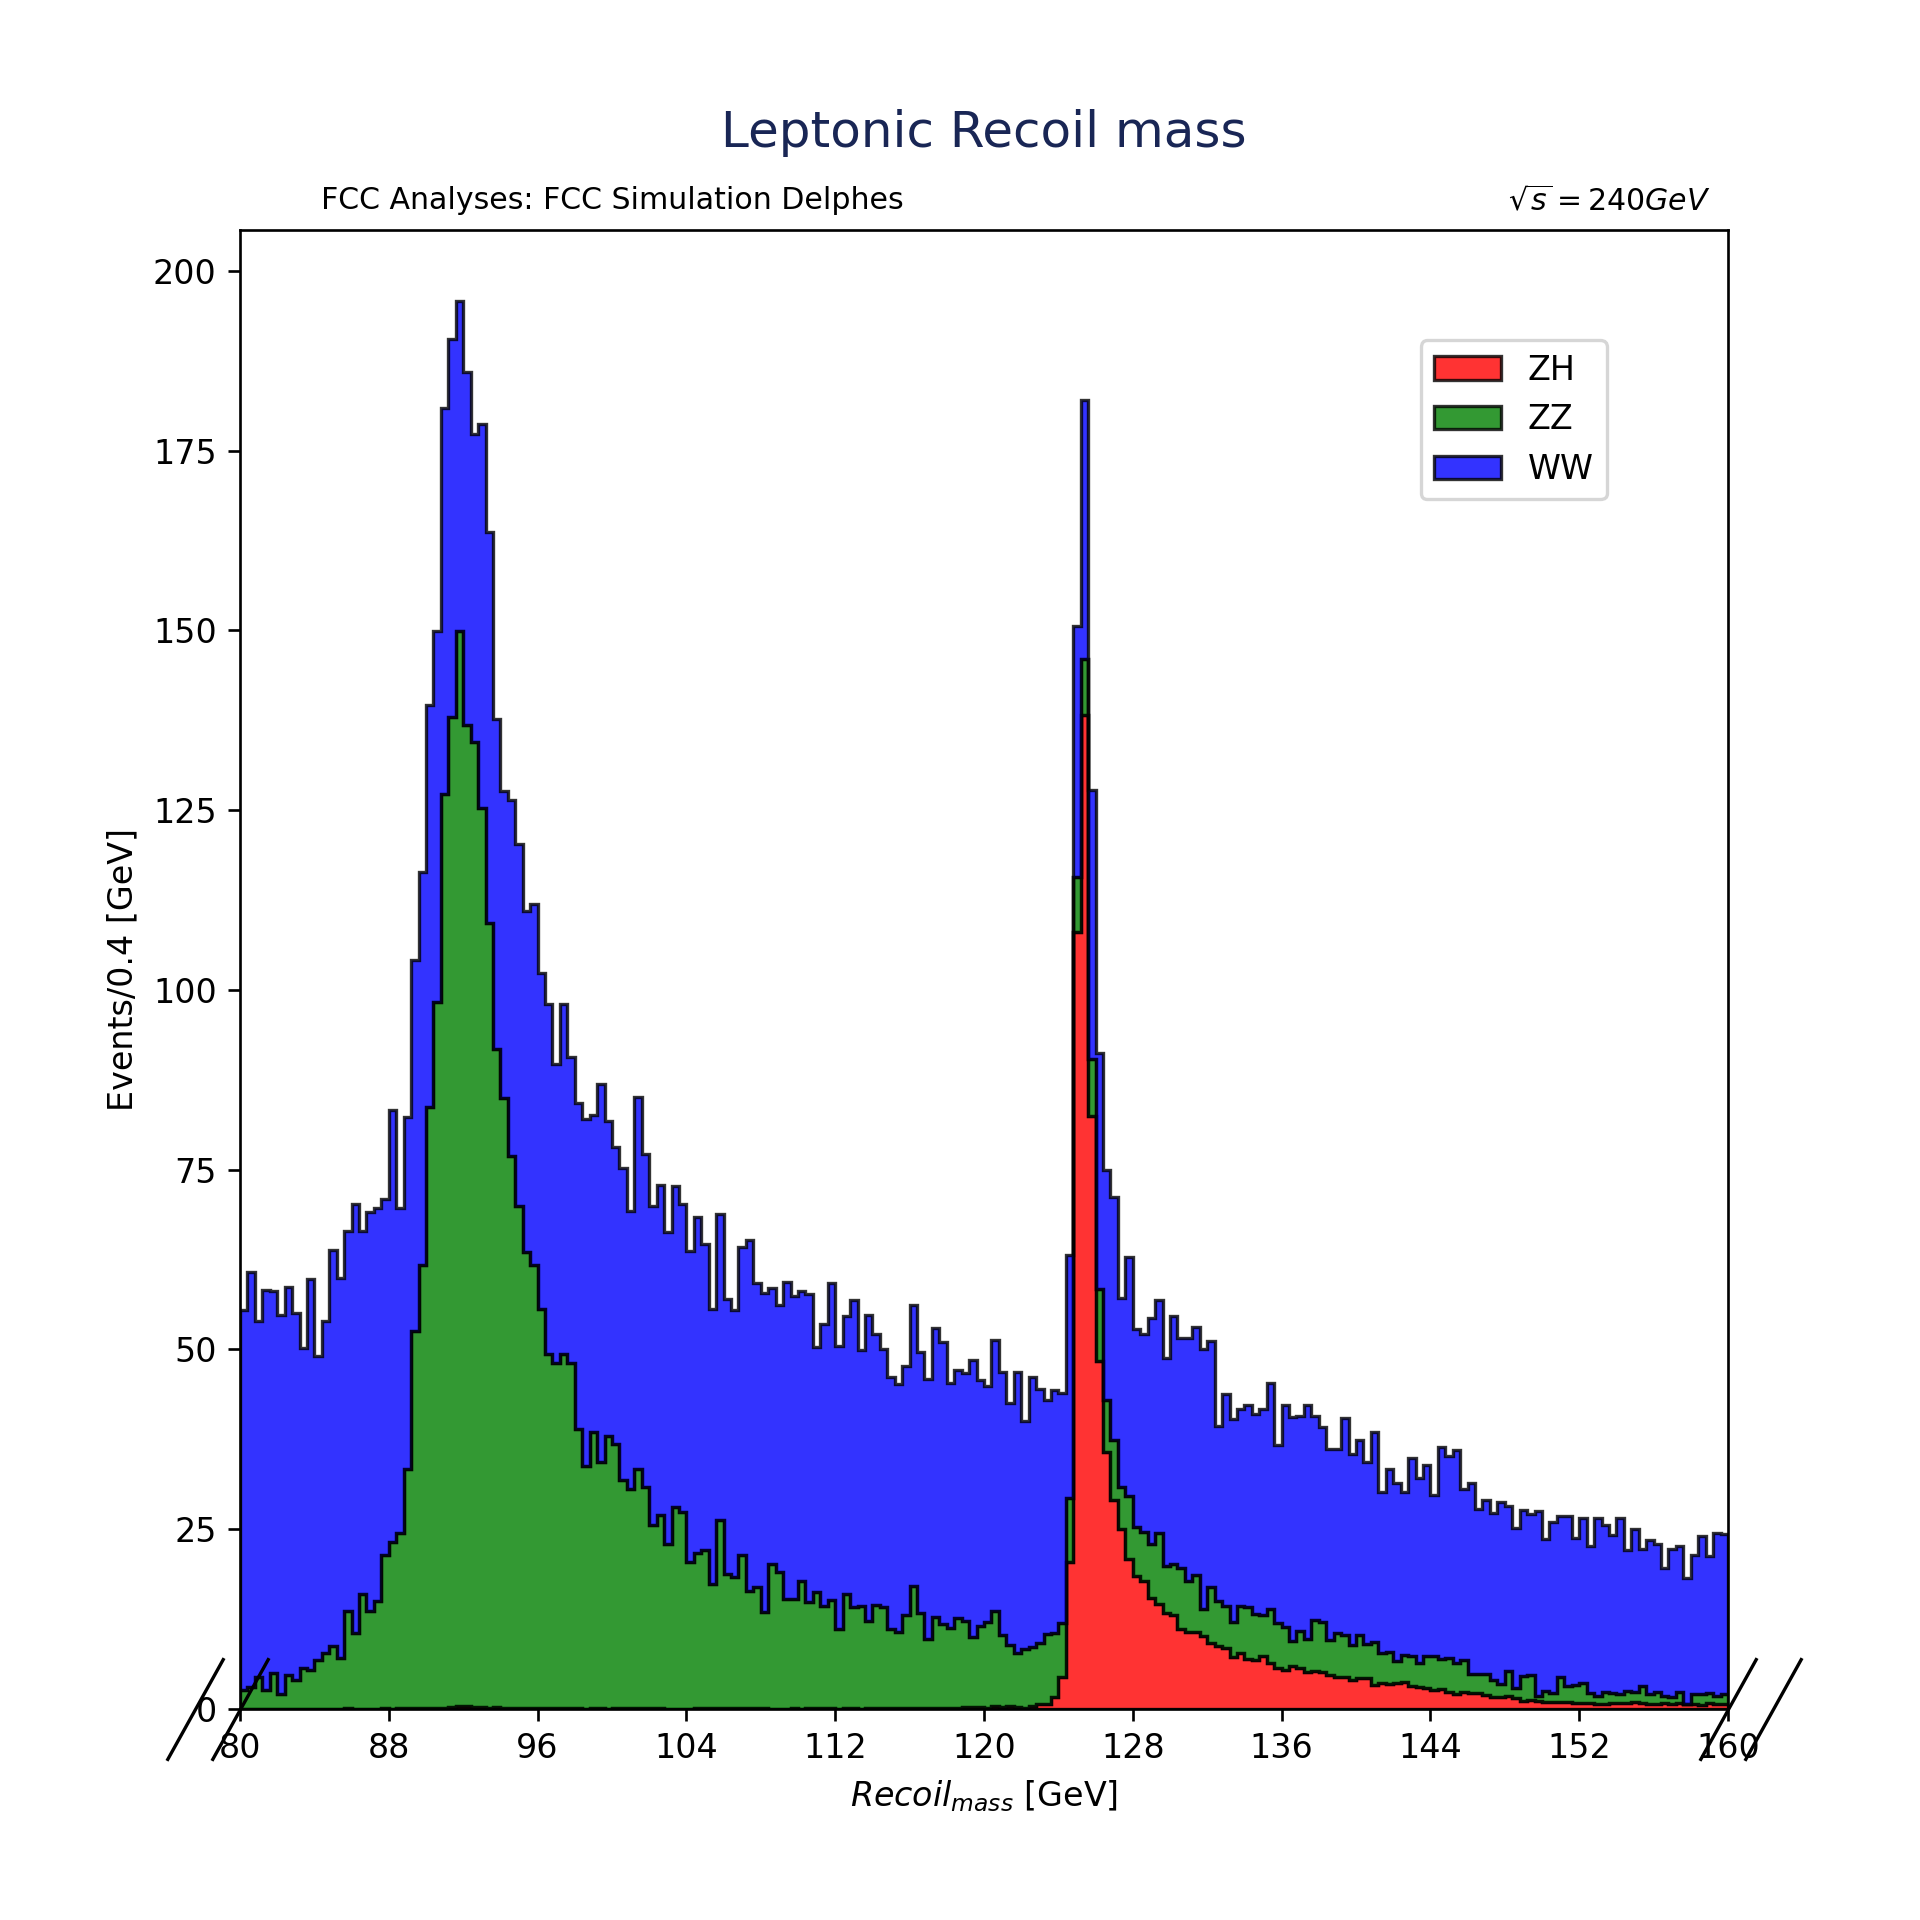 Leptonic Recoil mass
FCC Analyses: FCC Simulation Delphes
√s = 240GeV
200
175
150
125
100
75
50
25
0
Events/0.4 [GeV]
ZH
ZZ
WW
80 88 96 104 112 120 128 136 144 152 160
Recoil_mass [GeV]